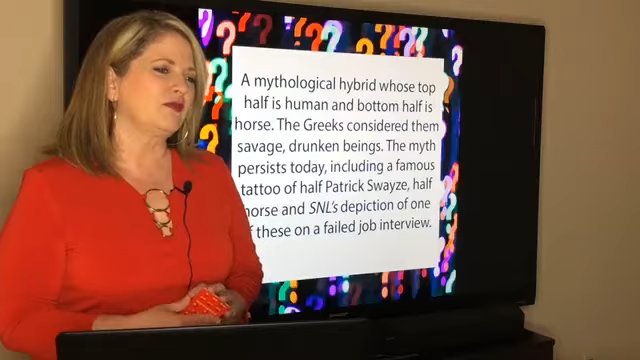 A mythological hybrid whose top
half is human and bottom half is
horse. The Greeks considered them
savage, drunken beings. The myth
persists today, including a famous
tattoo of half Patrick Swayze, half
horse and SNL's depiction of one
f these on a failed job interview.